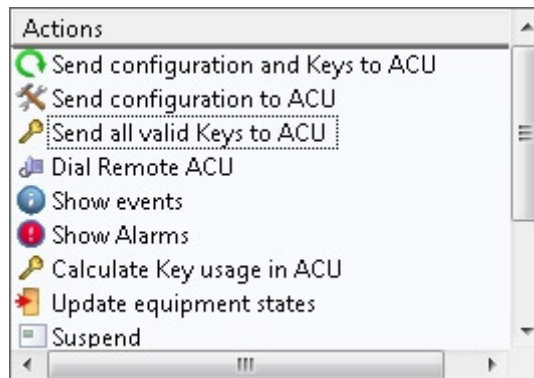 Actions
Send configuration and Keys to ACU
Send configuration to ACU
Send all valid Keys to ACU
Dial Remote ACU
Show events
Show Alarms
Calculate Key usage in ACU
Update equipment states
Suspend